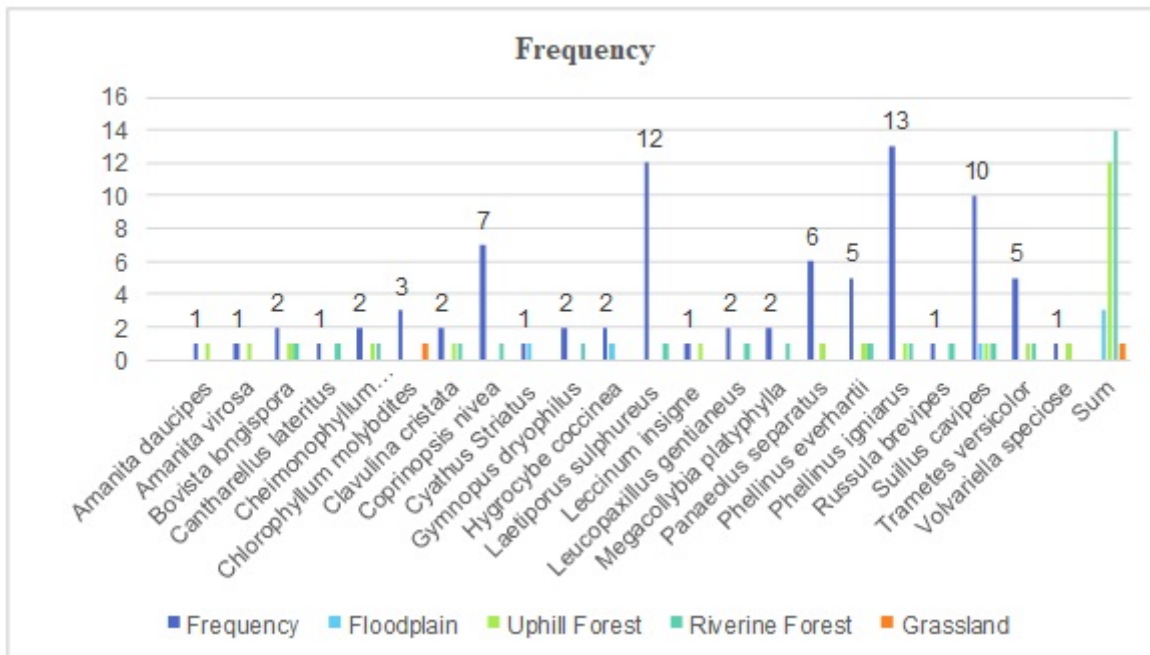 Frequency
16
14
12
10
8
6
4
2
0
1
1
2
1
2
3
2
7
1
2
2
12
1
2
2
6
5
13
1
10
5
1
Amanita daucipes
Amanita virosa
Bovista longispora
Cantharellus lateritus
Cheimonophyllum...
Chlorophyllum molybdites
Clavulina cristata
Coprinopsis nivea
Cyathus Striatus
Gymnopus dryophilus
Hygrocybe coccinea
Laetiporus sulphureus
Leccinum insigne
Leucopaxillus gentianeus
Megacollybia platyphylla
Panaeolus separatus
Phellinus everhartii
Phellinus igniarus
Russula brevipes
Suillus cavipes
Trametes versicolor
Volvariella speciose
Sum
Frequency Floodplain Uphill Forest Riverine Forest Grassland